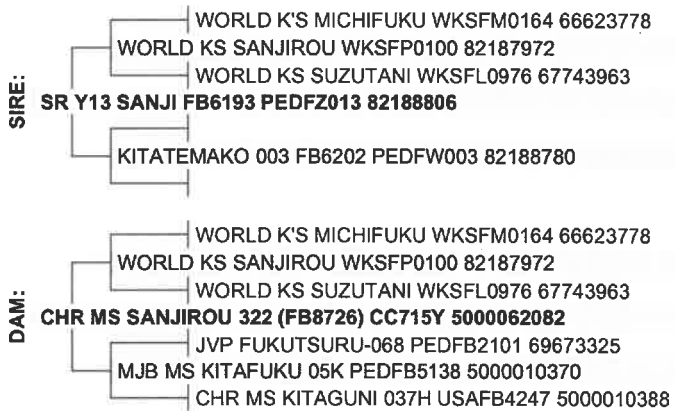 WORLD K'S MICHIFUKU WKSFM0164 66623778
WORLD KS SANJIROU WKSFP0100 82187972
WORLD KS SUZUTANI WKSFL0976 67743963
SIRE:
SR Y13 SANJI FB6193 PEDFZ013 82188806
KITATEMAKO 003 FB6202 PEDFW003 82188780
WORLD K'S MICHIFUKU WKSFM0164 66623778
WORLD KS SANJIROU WKSFP0100 82187972
WORLD KS SUZUTANI WKSFL0976 67743963
DAM:
CHR MS SANJIROU 322 (FB8726) CC715Y 5000062082
JVP FUKUTSURU-068 PEDFB2101 69673325
MJB MS KITAFUKU 05K PEDFB5138 5000010370
CHR MS KITAGUNI 037H USAFB4247 5000010388